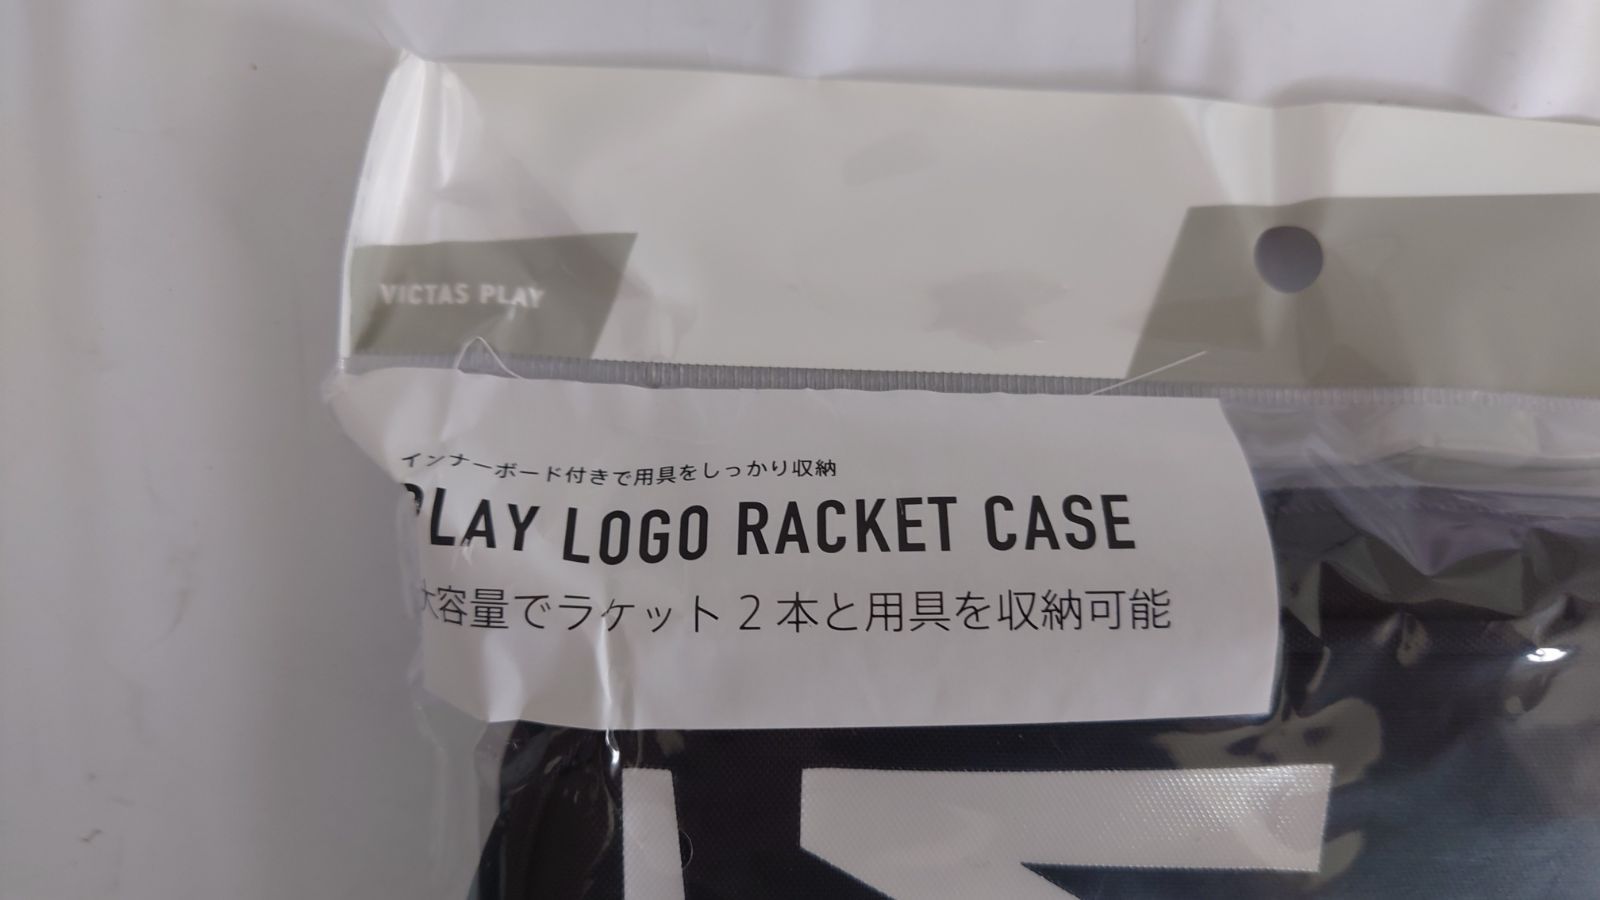 VICTAS PLAY
インナーボード付きで用具をしっかり収納
PLAY LOGO RACKET CASE
大容量でラケット 2 本と用具を収納可能